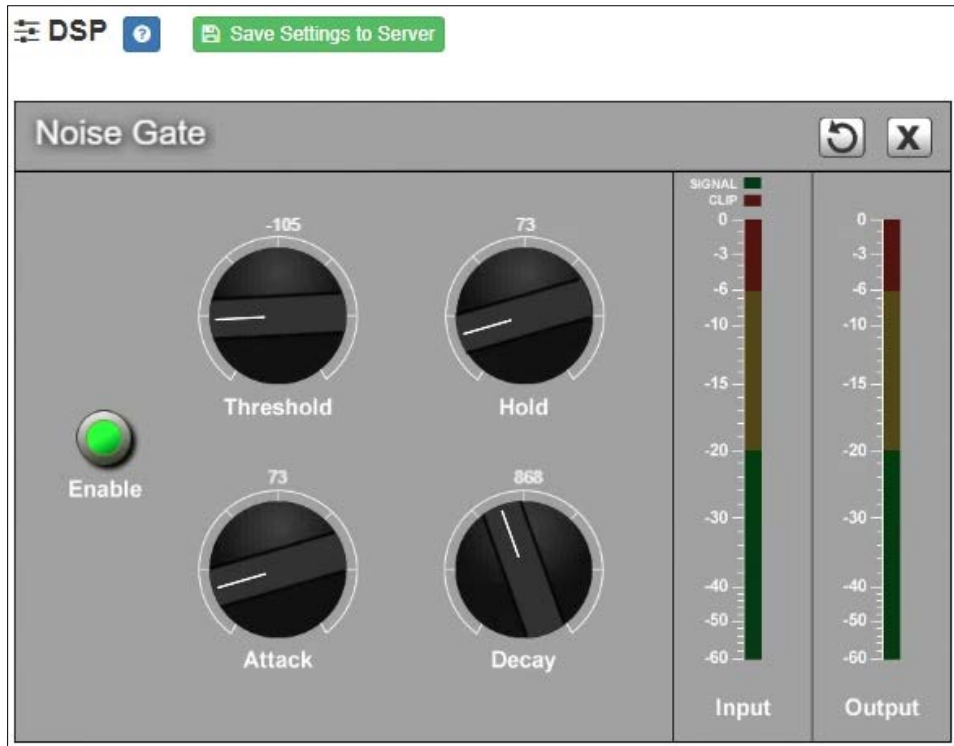 DSP ? Save Settings to Server
Noise Gate X
-105
Threshold
73
Hold
Enable
73
Attack
868
Decay
SIGNAL
CLIP
0
-3
-6
-10
-15
-20
-30
-40
-50
-60
Input
0
-3
-6
-10
-15
-20
-30
-40
-50
-60
Output